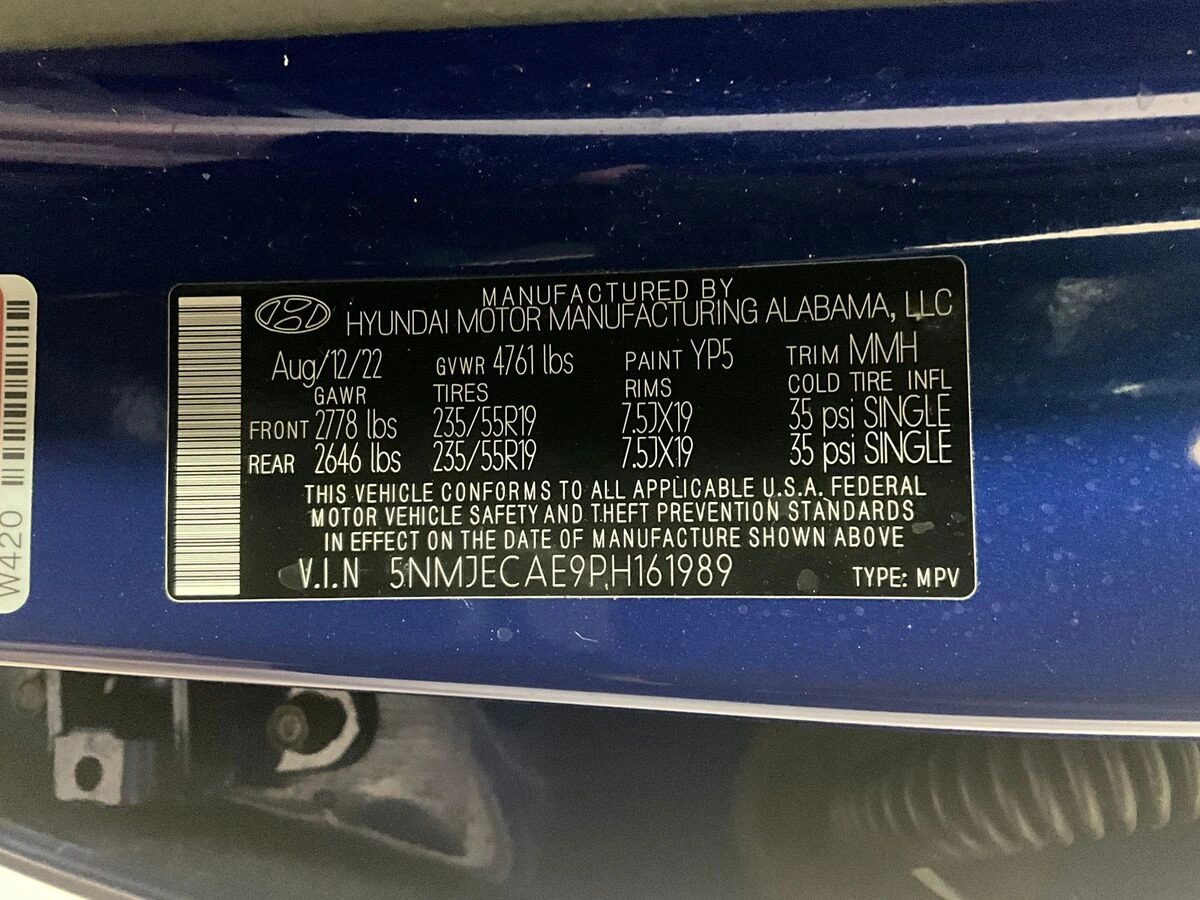 MANUFACTURED BY
HYUNDAI MOTOR MANUFACTURING ALABAMA, LLC
Aug/12/22 GVWR 4761 lbs PAINT YP5 TRIM MMH
GAWR TIRES RIMS COLD TIRE INFL
FRONT 2778 lbs 235/55R19 7.5JX19 35 psi SINGLE
REAR 2646 lbs 235/55R19 7.5JX19 35 psi SINGLE
THIS VEHICLE CONFORMS TO ALL APPLICABLE U.S.A. FEDERAL
MOTOR VEHICLE SAFETY AND THEFT PREVENTION STANDARDS
IN EFFECT ON THE DATE OF MANUFACTURE SHOWN ABOVE
V.I.N 5NMJECAE9PH161989 TYPE: MPV
W420